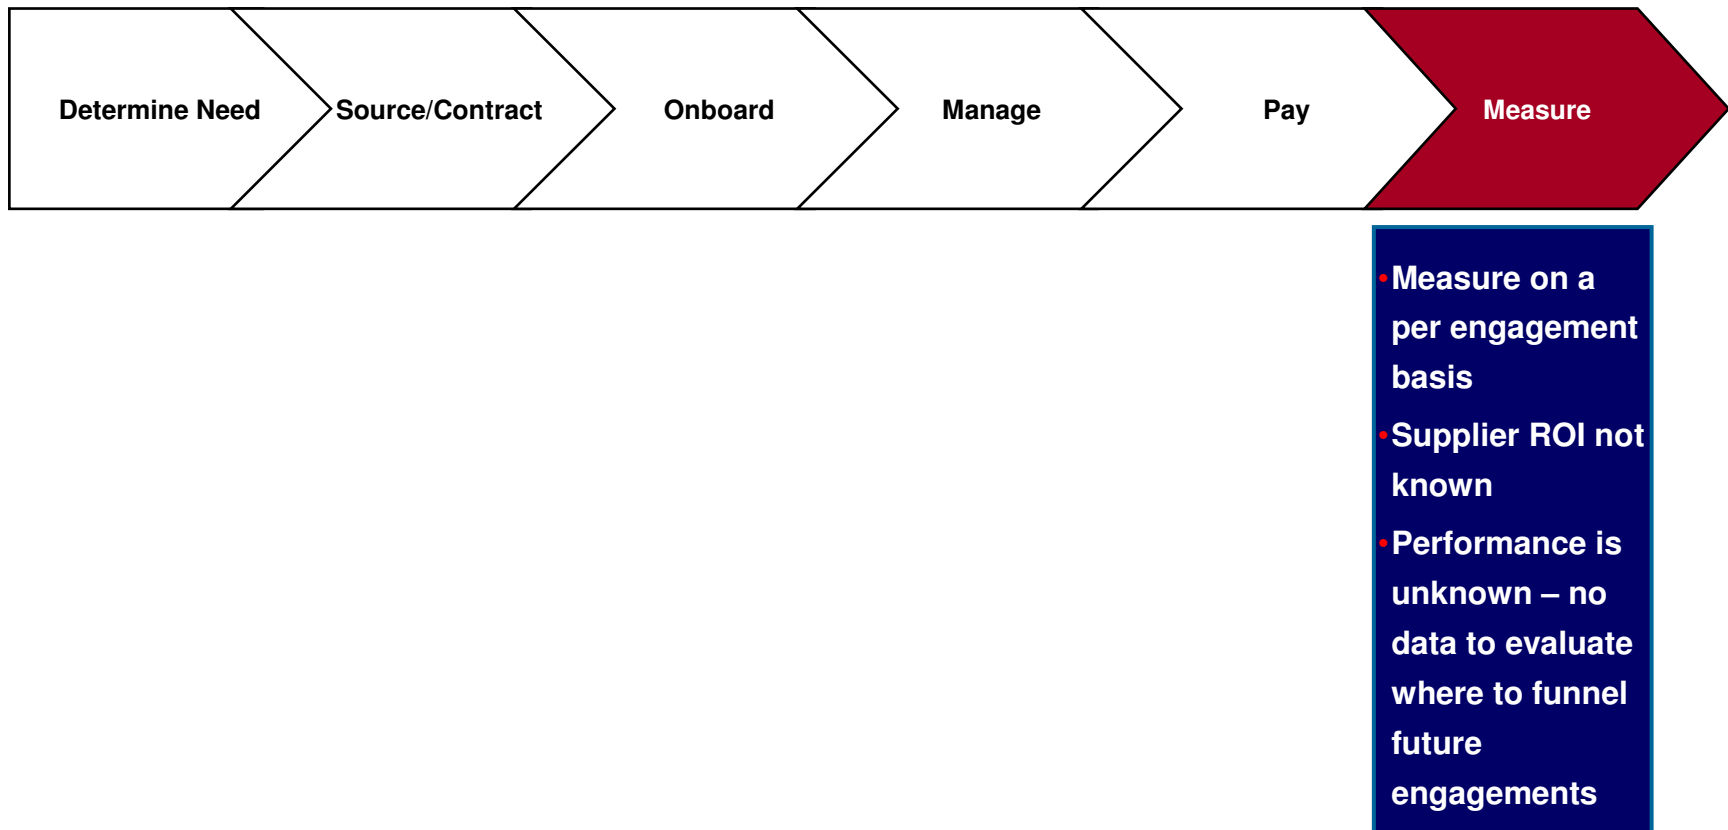 Determine Need
Source/Contract
Onboard
Manage
Pay
Measure
•Measure on a
per engagement
basis
•Supplier ROI not
known
•Performance is
unknown – no
data to evaluate
where to funnel
future
engagements